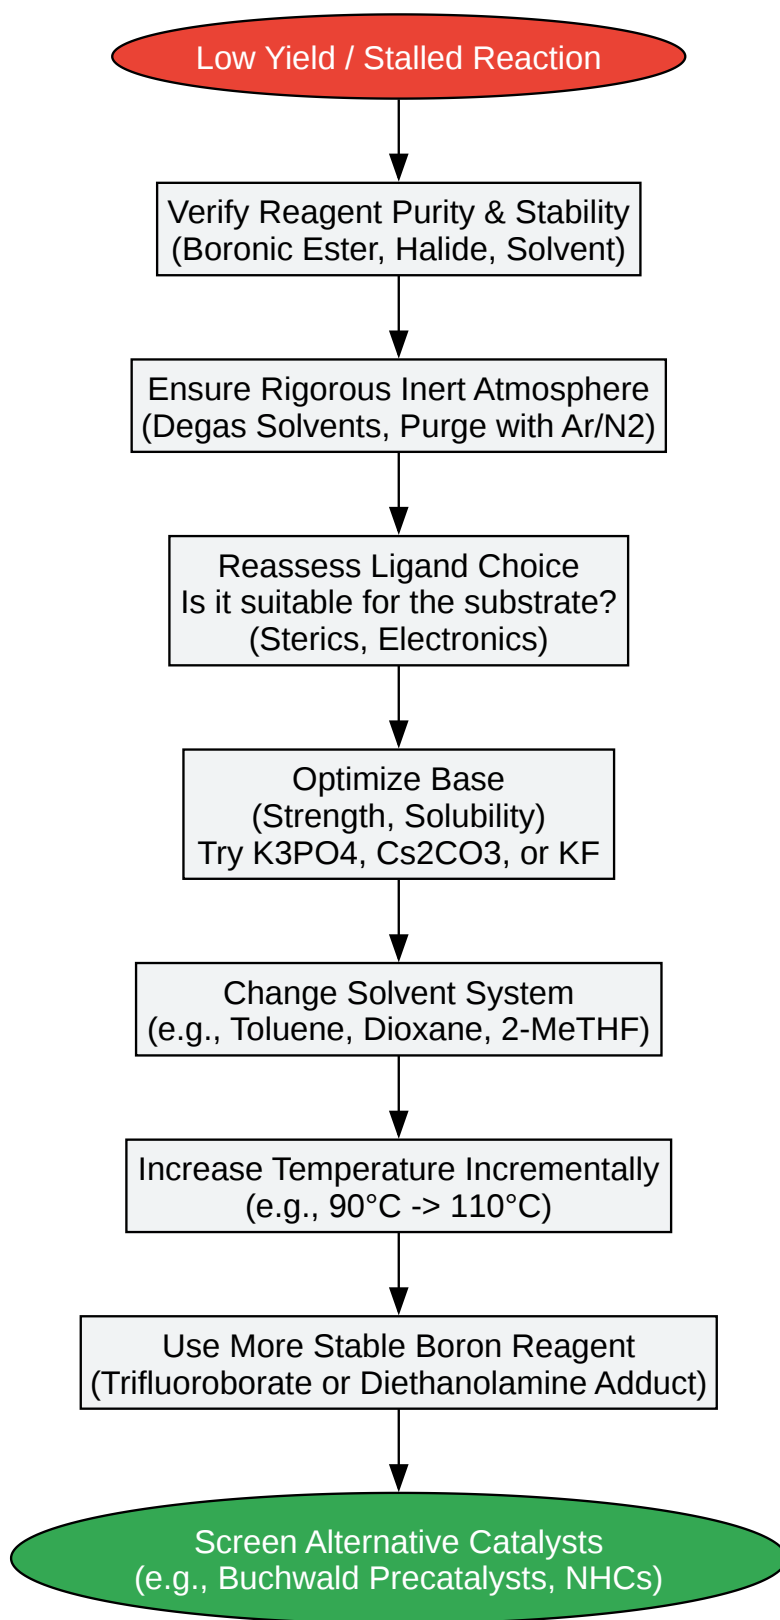 Low Yield / Stalled Reaction
Verify Reagent Purity & Stability
(Boronic Ester, Halide, Solvent)
Ensure Rigorous Inert Atmosphere
(Degas Solvents, Purge with Ar/N2)
Reassess Ligand Choice
Is it suitable for the substrate?
(Sterics, Electronics)
Optimize Base
(Strength, Solubility)
Try K3PO4, Cs2CO3, or KF
Change Solvent System
(e.g., Toluene, Dioxane, 2-MeTHF)
Increase Temperature Incrementally
(e.g., 90°C -> 110°C)
Use More Stable Boron Reagent
(Trifluoroborate or Diethanolamine Adduct)
Screen Alternative Catalysts
(e.g., Buchwald Precatalysts, NHCs)